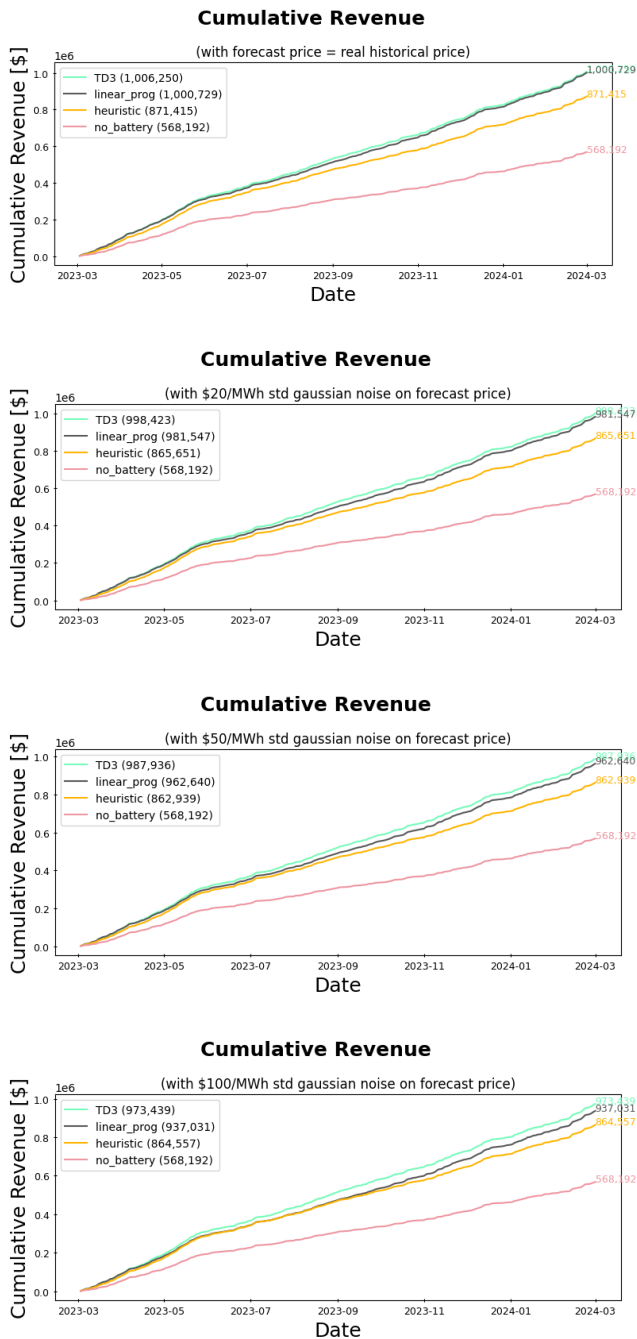 Cumulative Revenue
(with forecast price = real historical price)
1e6
Cumulative Revenue [$]
TD3 (1,006,250)
linear_prog (1,000,729)
heuristic (871,415)
no_battery (568,192)
1.0
0.8
0.6
0.4
0.2
0.0
1,000,729
871,415
568,192
2023-03 2023-05 2023-07 2023-09 2023-11 2024-01 2024-03
Date
Cumulative Revenue
(with $20/MWh std gaussian noise on forecast price)
1e6
Cumulative Revenue [$]
TD3 (998,423)
linear_prog (981,547)
heuristic (865,651)
no_battery (568,192)
1.0
0.8
0.6
0.4
0.2
0.0
981,547
865,651
568,192
2023-03 2023-05 2023-07 2023-09 2023-11 2024-01 2024-03
Date
Cumulative Revenue
(with $50/MWh std gaussian noise on forecast price)
1e6
Cumulative Revenue [$]
TD3 (987,936)
linear_prog (962,640)
heuristic (862,939)
no_battery (568,192)
1.0
0.8
0.6
0.4
0.2
0.0
987,936
962,640
862,939
568,192
2023-03 2023-05 2023-07 2023-09 2023-11 2024-01 2024-03
Date
Cumulative Revenue
(with $100/MWh std gaussian noise on forecast price)
1e6
Cumulative Revenue [$]
TD3 (973,439)
linear_prog (937,031)
heuristic (864,557)
no_battery (568,192)
1.0
0.8
0.6
0.4
0.2
0.0
973,439
937,031
864,557
568,192
2023-03 2023-05 2023-07 2023-09 2023-11 2024-01 2024-03
Date